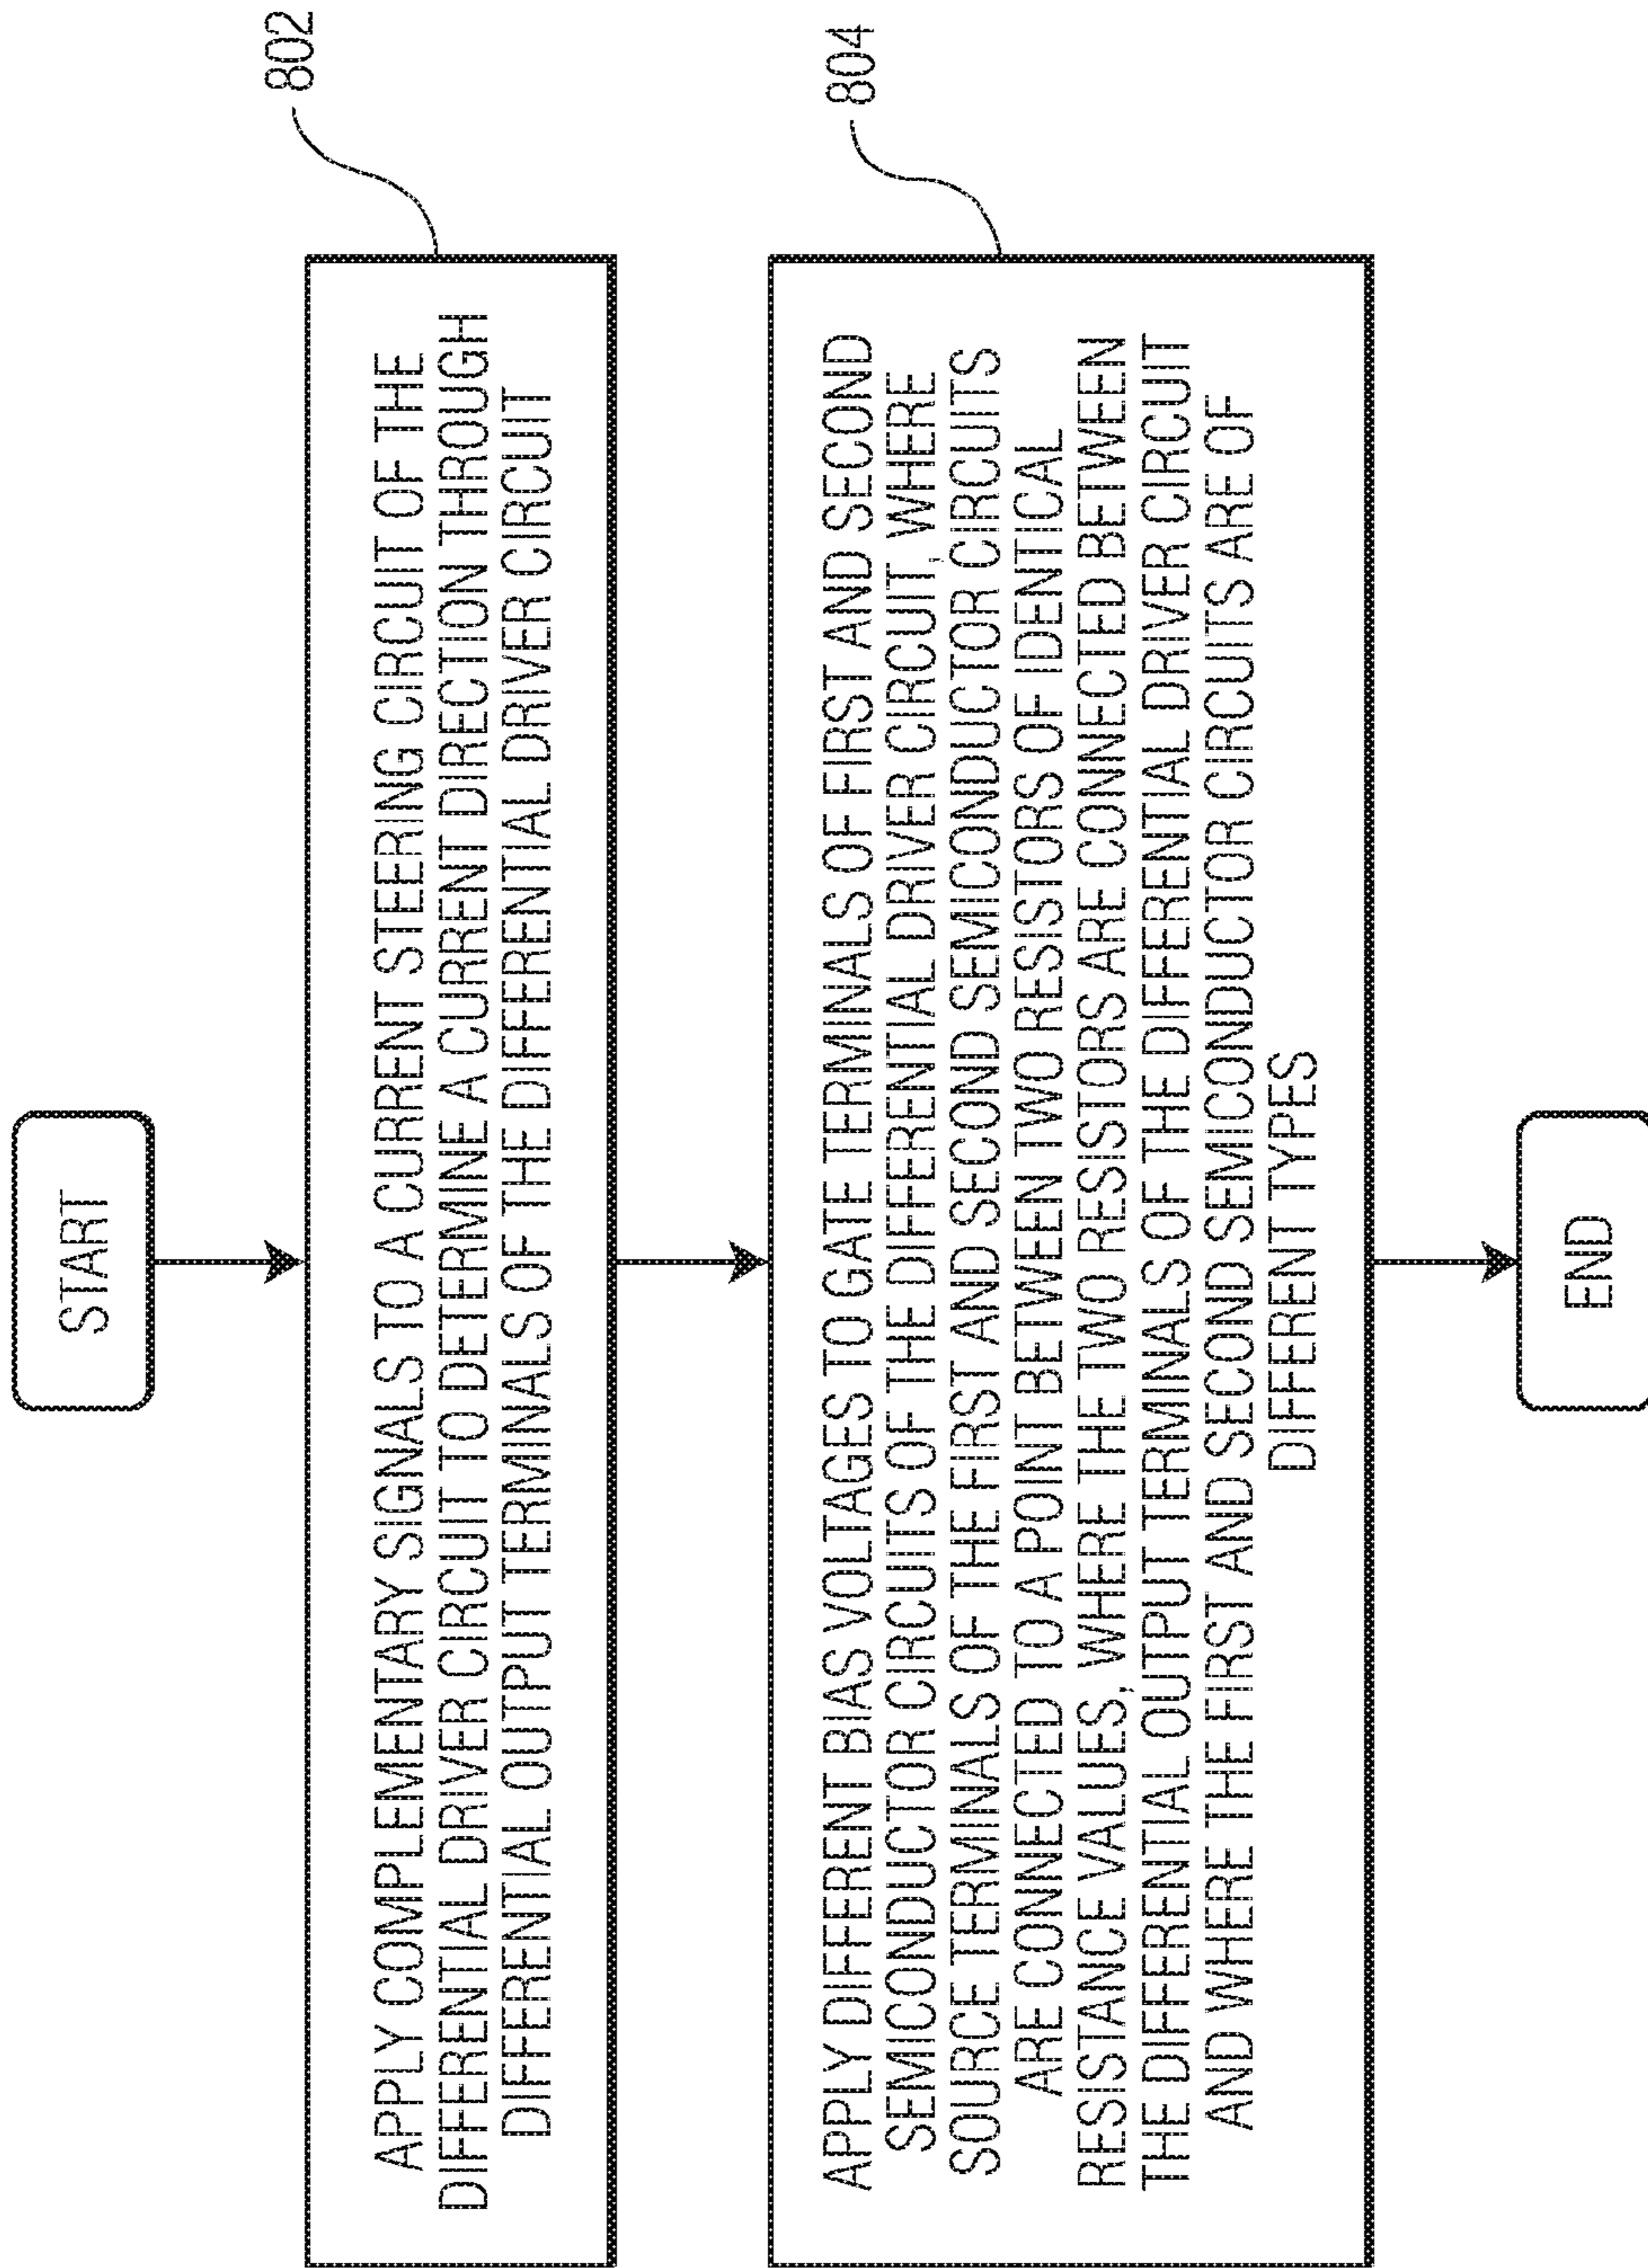 START
802
APPLY COMPLEMENTARY SIGNALS TO A CURRENT STEERING CIRCUIT OF THE
DIFFERENTIAL DRIVER CIRCUIT TO DETERMINE A CURRENT DIRECTION THROUGH
DIFFERENTIAL OUTPUT TERMINALS OF THE DIFFERENTIAL DRIVER CIRCUIT
804
APPLY DIFFERENT BIAS VOLTAGES TO GATE TERMINALS OF FIRST AND SECOND
SEMICONDUCTOR CIRCUITS OF THE DIFFERENTIAL DRIVER CIRCUIT, WHERE
SOURCE TERMINALS OF THE FIRST AND SECOND SEMICONDUCTOR CIRCUITS
ARE CONNECTED TO A POINT BETWEEN TWO RESISTORS OF IDENTICAL
RESISTANCE VALUES, WHERE THE TWO RESISTORS ARE CONNECTED BETWEEN
THE DIFFERENTIAL OUTPUT TERMINALS OF THE DIFFERENTIAL DRIVER CIRCUIT
AND WHERE THE FIRST AND SECOND SEMICONDUCTOR CIRCUITS ARE OF
DIFFERENT TYPES
END